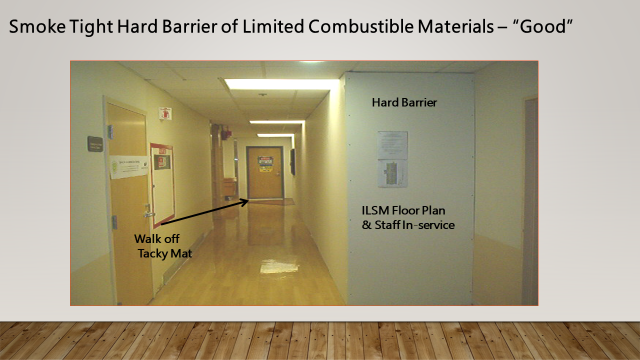 Smoke Tight Hard Barrier of Limited Combustible Materials – “Good”
Hard Barrier
ILSM Floor Plan
& Staff In-service
Walk off
Tacky Mat